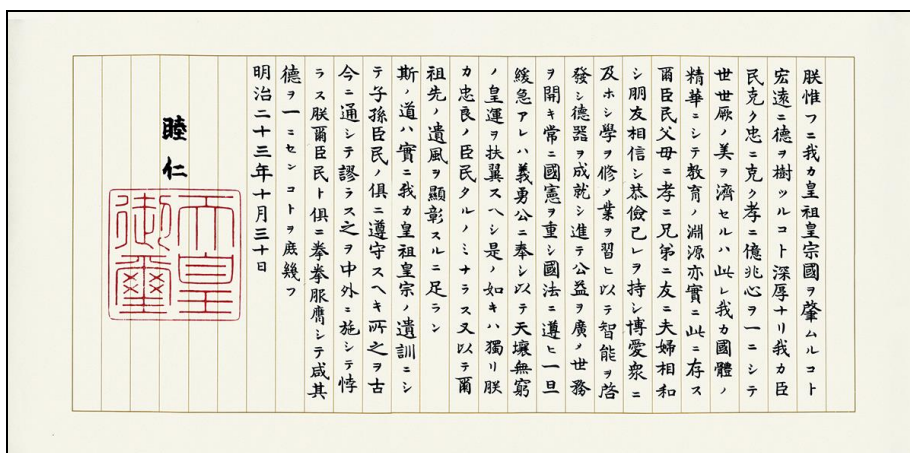 朕惟フニ我カ皇祖皇宗國ヲ肇ムルコト
宏遠ニ德ヲ樹ツルコト深厚ナリ我カ臣
民克ク忠ニ克ク孝ニ億兆心ヲ一ニシテ
世世厥ノ美ヲ濟セルハ此レ我カ國體ノ
精華ニシテ教育ノ淵源亦實ニ此ニ存ス
爾臣民父母ニ孝ニ兄弟ニ友ニ夫婦相和
シ朋友相信シ恭儉己レヲ持シ博愛衆ニ
及ホシ學ヲ修メ業ヲ習ヒ以テ智能ヲ啓
發シ德器ヲ成就シ進テ公益ヲ廣メ世務
ヲ開キ常ニ國憲ヲ重シ國法ニ遵ヒ一旦
緩急アレハ義勇公ニ奉シ以テ天壤無窮
ノ皇運ヲ扶翼スヘシ是ノ如キハ獨リ朕
カ忠良ノ臣民タルノミナラス又以テ爾
祖先ノ遺風ヲ顯彰スルニ足ラン
斯ノ道ハ實ニ我カ皇祖皇宗ノ遺訓ニシ
テ子孫臣民ノ俱ニ遵守スヘキ所之ヲ古
今ニ通シテ謬ラス之ヲ中外ニ施シテ悖
ラス朕爾臣民ト俱ニ拳拳服膺シテ咸其
德ヲ一ニセンコトヲ庶幾フ
明治二十三年十月三十日
睦仁
天皇
御璽